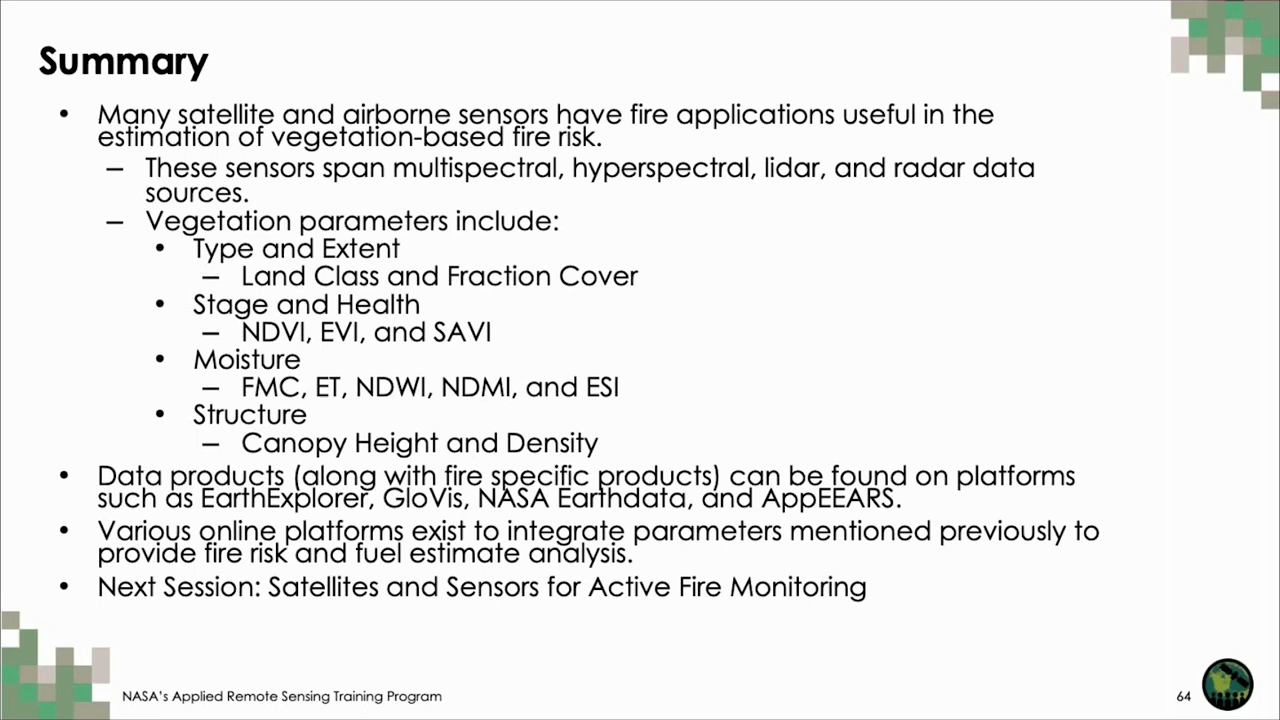 Summary
• Many satellite and airborne sensors have fire applications useful in the
estimation of vegetation-based fire risk.
– These sensors span multispectral, hyperspectral, lidar, and radar data
sources.
– Vegetation parameters include:
• Type and Extent
– Land Class and Fraction Cover
• Stage and Health
– NDVI, EVI, and SAVI
• Moisture
– FMC, ET, NDWI, NDMI, and ESI
• Structure
– Canopy Height and Density
• Data products (along with fire specific products) can be found on platforms
such as EarthExplorer, GloVis, NASA Earthdata, and AppEEARS.
• Various online platforms exist to integrate parameters mentioned previously to
provide fire risk and fuel estimate analysis.
• Next Session: Satellites and Sensors for Active Fire Monitoring
NASA's Applied Remote Sensing Training Program
64